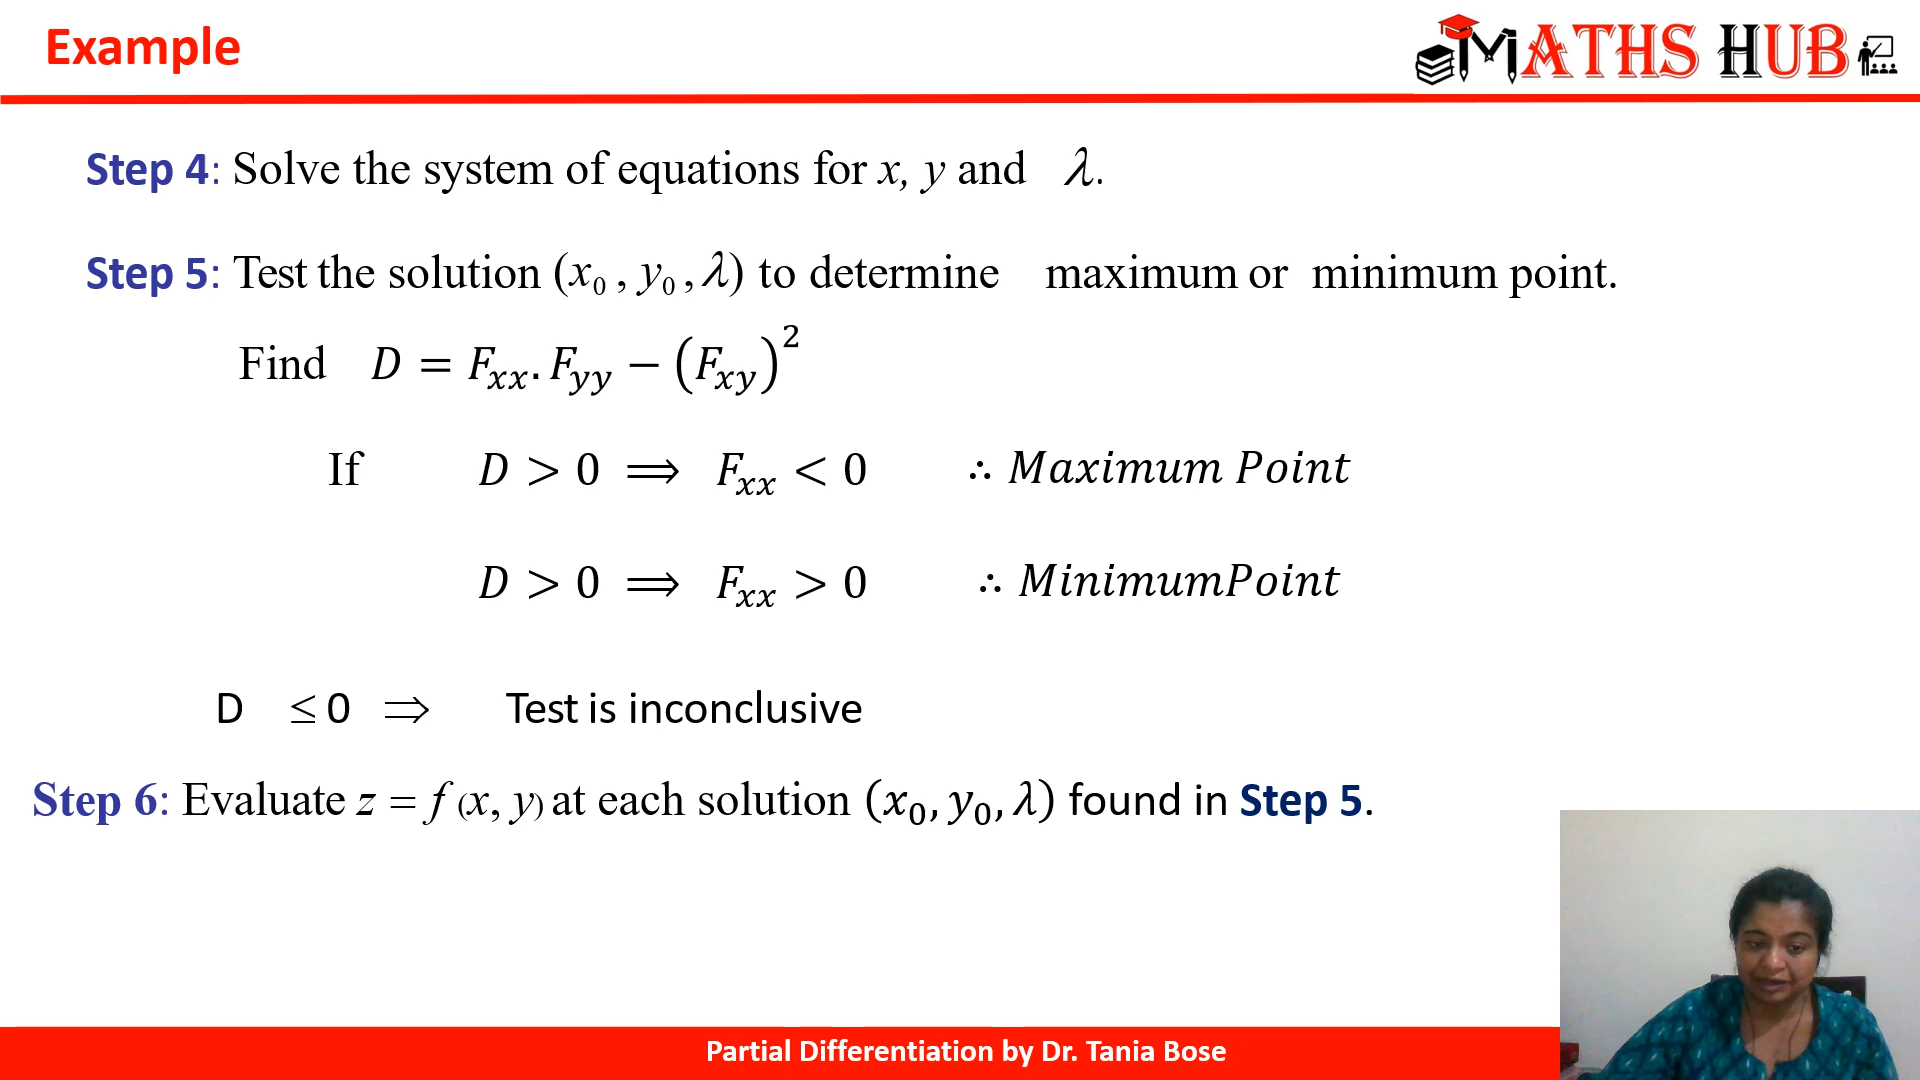 Example
MATHS HUB
Step 4: Solve the system of equations for x, y and λ.
Step 5: Test the solution (x₀ , y₀ , λ) to determine maximum or minimum point.
Find D = Fₓₓ. F_yy − (F_xy)²
If D > 0 ⟹ Fₓₓ < 0 ∴ Maximum Point
D > 0 ⟹ Fₓₓ > 0 ∴ MinimumPoint
D ≤ 0 ⟹ Test is inconclusive
Step 6: Evaluate z = f (x, y) at each solution (x₀, y₀, λ) found in Step 5.
Partial Differentiation by Dr. Tania Bose